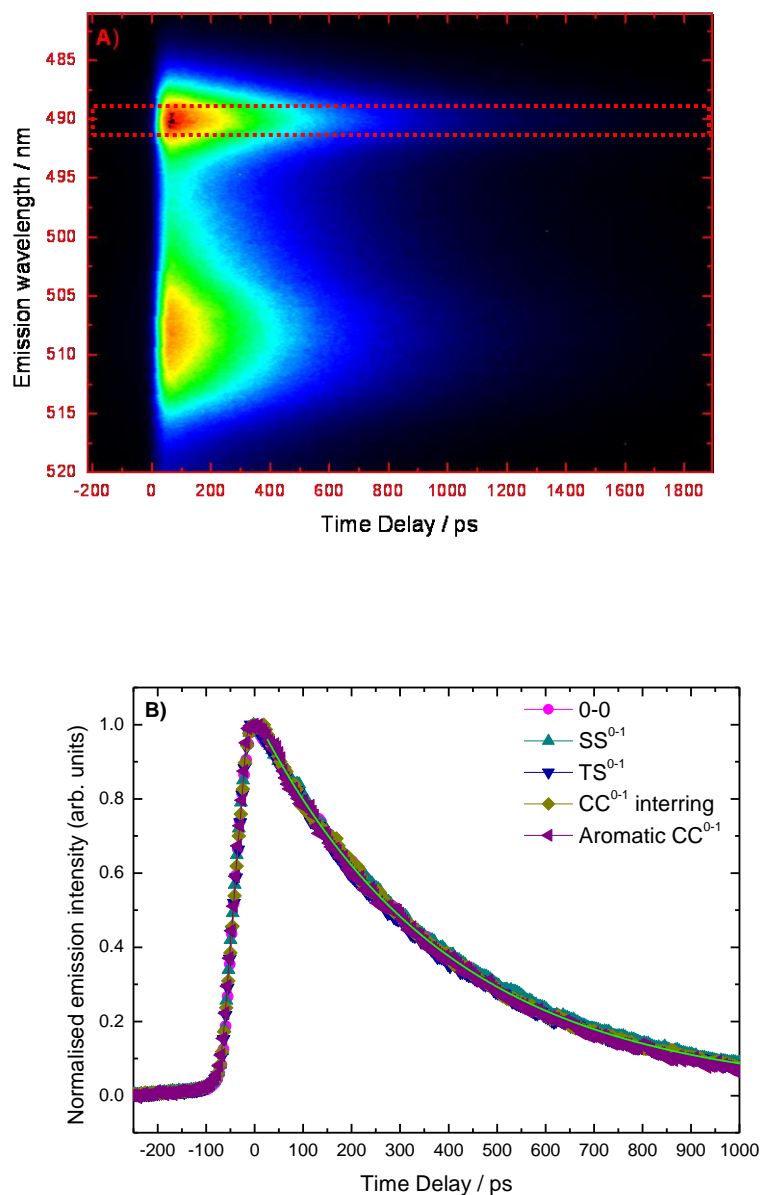 A)
Emission wavelength / nm
485
490
495
500
505
510
515
520
-200 0 200 400 600 800 1000 1200 1400 1600 1800
Time Delay / ps
B)
0-0
SS⁰⁻¹
TS⁰⁻¹
CC⁰⁻¹ interring
Aromatic CC⁰⁻¹
Normalised emission intensity (arb. units)
1.0
0.8
0.6
0.4
0.2
0.0
-200 -100 0 100 200 300 400 500 600 700 800 900 1000
Time Delay / ps